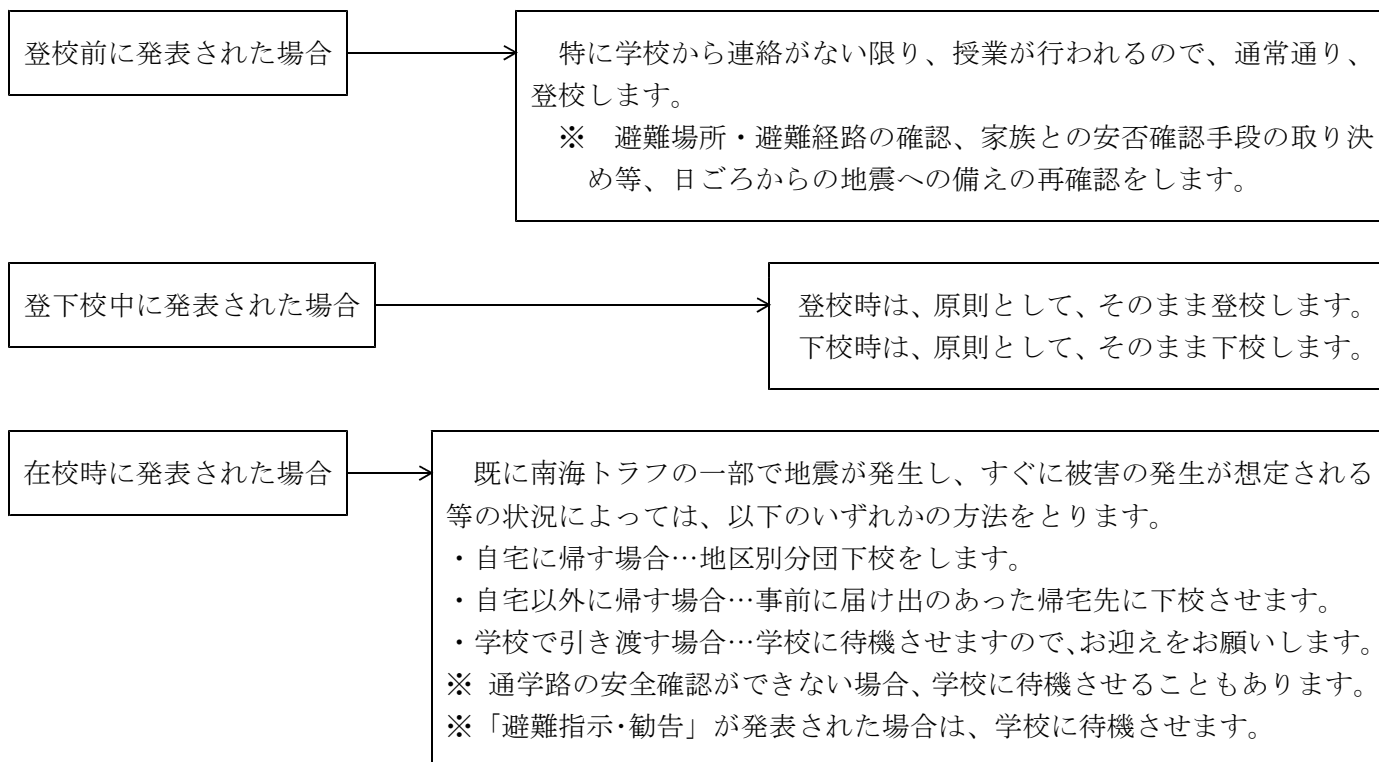 登校前に発表された場合
特に学校から連絡がない限り、授業が行われるので、通常通り、
登校します。
※　避難場所・避難経路の確認、家族との安否確認手段の取り決
め等、日ごろからの地震への備えの再確認をします。
登下校中に発表された場合
登校時は、原則として、そのまま登校します。
下校時は、原則として、そのまま下校します。
在校時に発表された場合
既に南海トラフの一部で地震が発生し、すぐに被害の発生が想定される
等の状況によっては、以下のいずれかの方法をとります。
・自宅に帰す場合…地区別分団下校をします。
・自宅以外に帰す場合…事前に届け出のあった帰宅先に下校させます。
・学校で引き渡す場合…学校に待機させますので、お迎えをお願いします。
※ 通学路の安全確認ができない場合、学校に待機させることもあります。
※「避難指示・勧告」が発表された場合は、学校に待機させます。